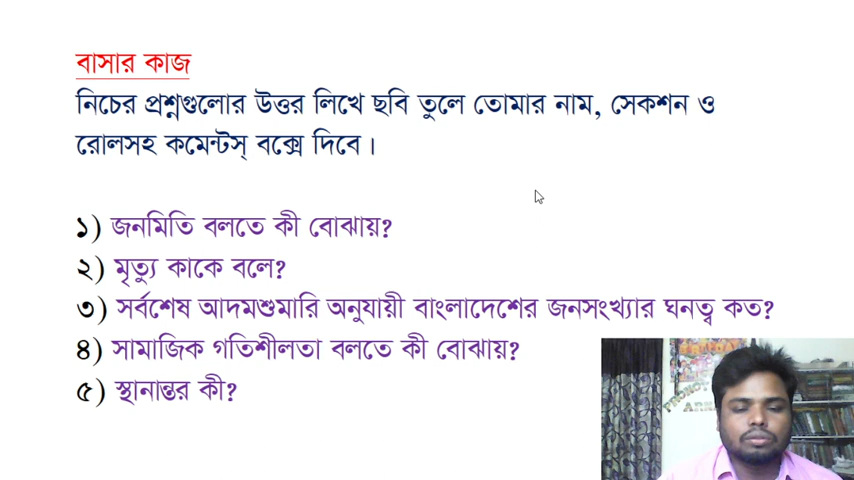 বাসার কাজ
নিচের প্রশ্নগুলোর উত্তর লিখে ছবি তুলে তোমার নাম, সেকশন ও
রোলসহ কমেন্টস্ বক্সে দিবে।
১) জনমিতি বলতে কী বোঝায়?
২) মৃত্যু কাকে বলে?
৩) সর্বশেষ আদমশুমারি অনুযায়ী বাংলাদেশের জনসংখ্যার ঘনত্ব কত?
৪) সামাজিক গতিশীলতা বলতে কী বোঝায়?
৫) স্থানান্তর কী?